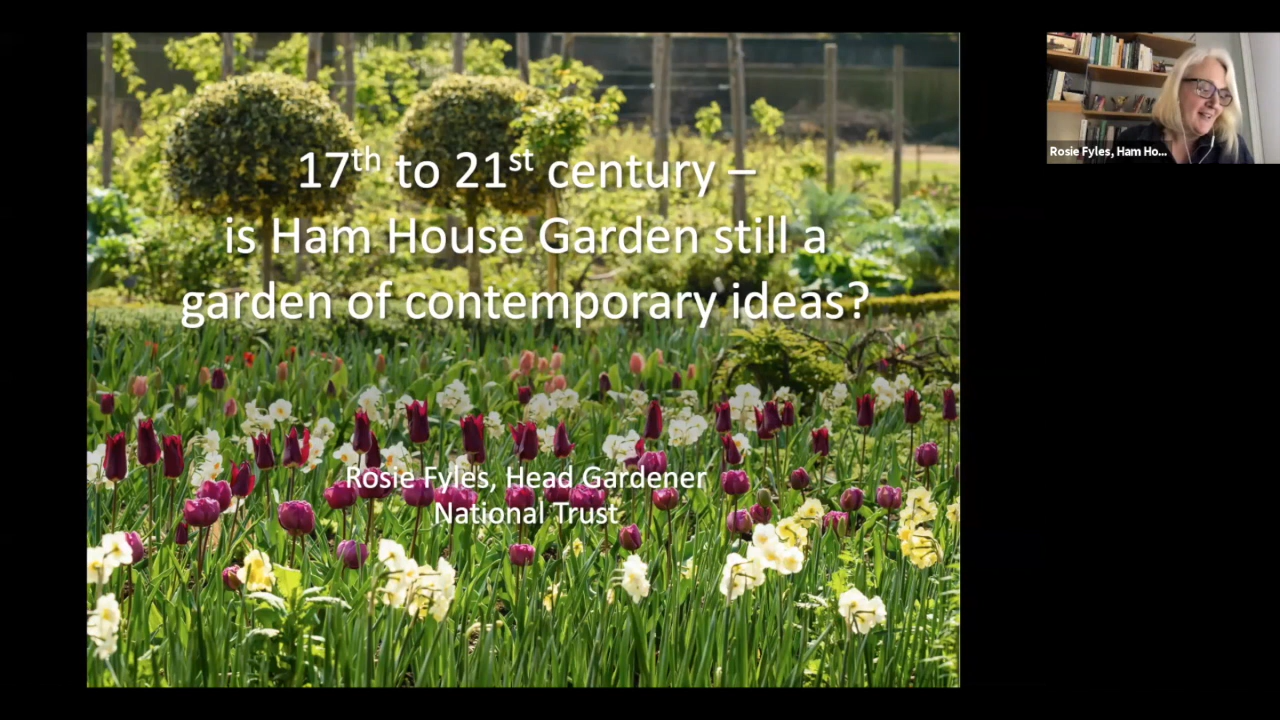 17th to 21st century –
is Ham House Garden still a
garden of contemporary ideas?
Rosie Fyles, Head Gardener
National Trust
Rosie Fyles, Ham Ho...